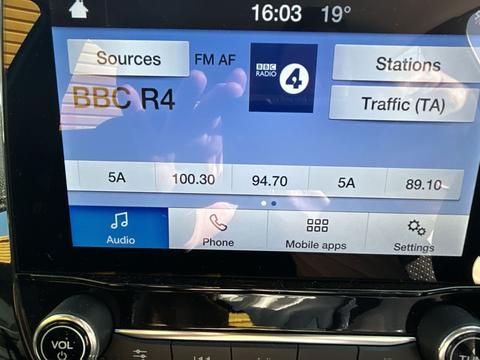 16:03 19°
Sources
FM AF
BBC
RADIO
4
Stations
BBC R4
Traffic (TA)
5A
100.30
94.70
5A
89.10
Audio
Phone
Mobile apps
Settings
VOL